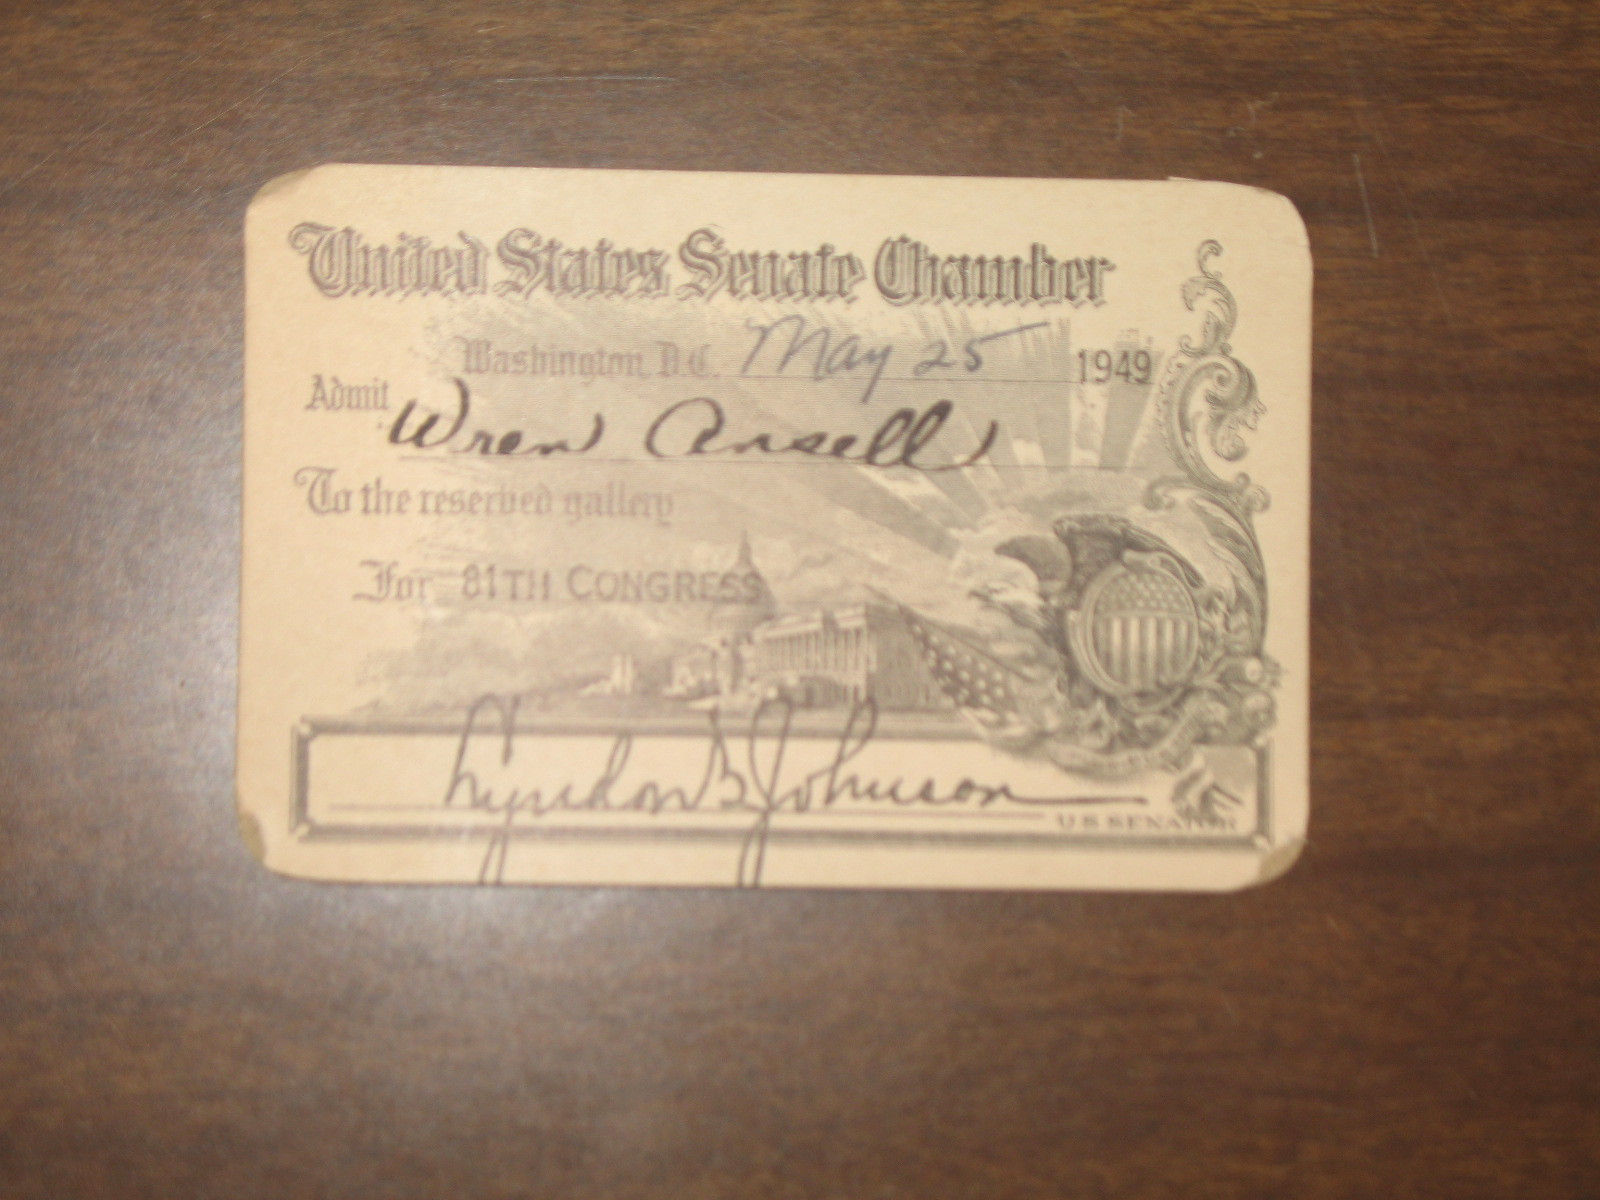 United States Senate Chamber
Washington, D.C. May 25 1949
Admit Wren Ansell
To the reserved gallery
For 81TH CONGRESS
Lyndon B Johnson
U S SENATOR